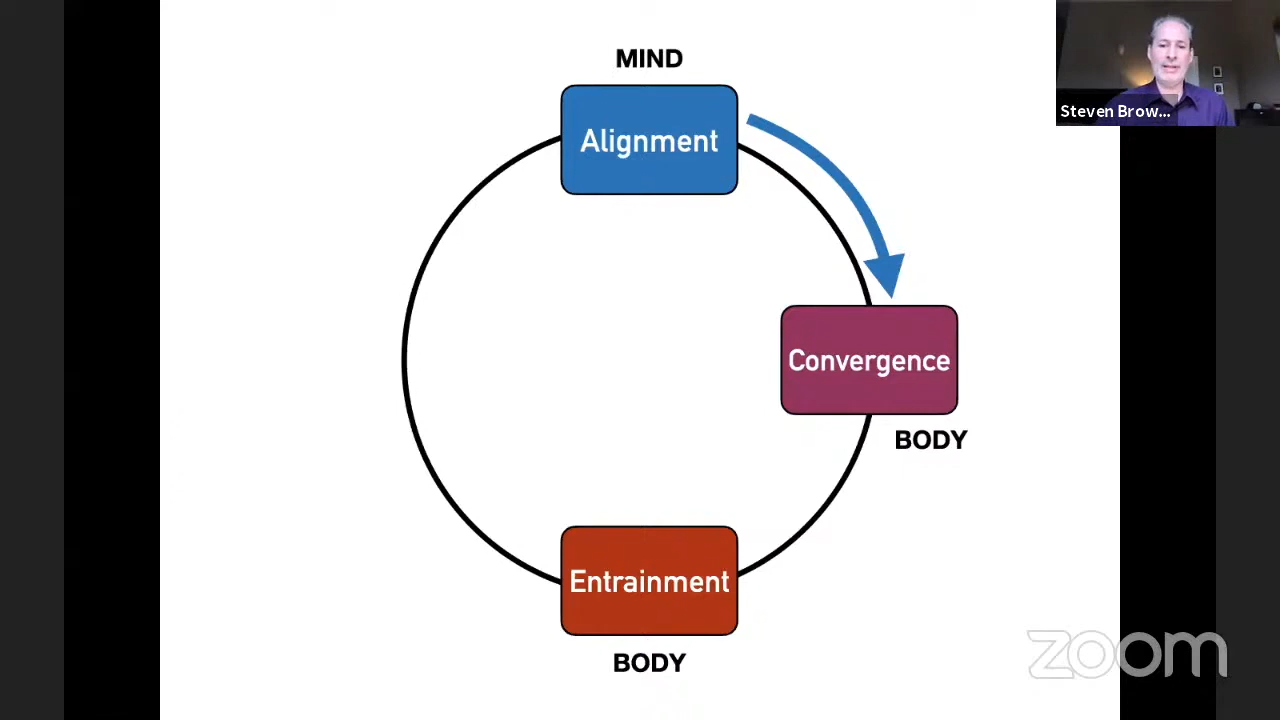 MIND
Alignment
Steven Brow...
Convergence
BODY
Entrainment
BODY
zoom